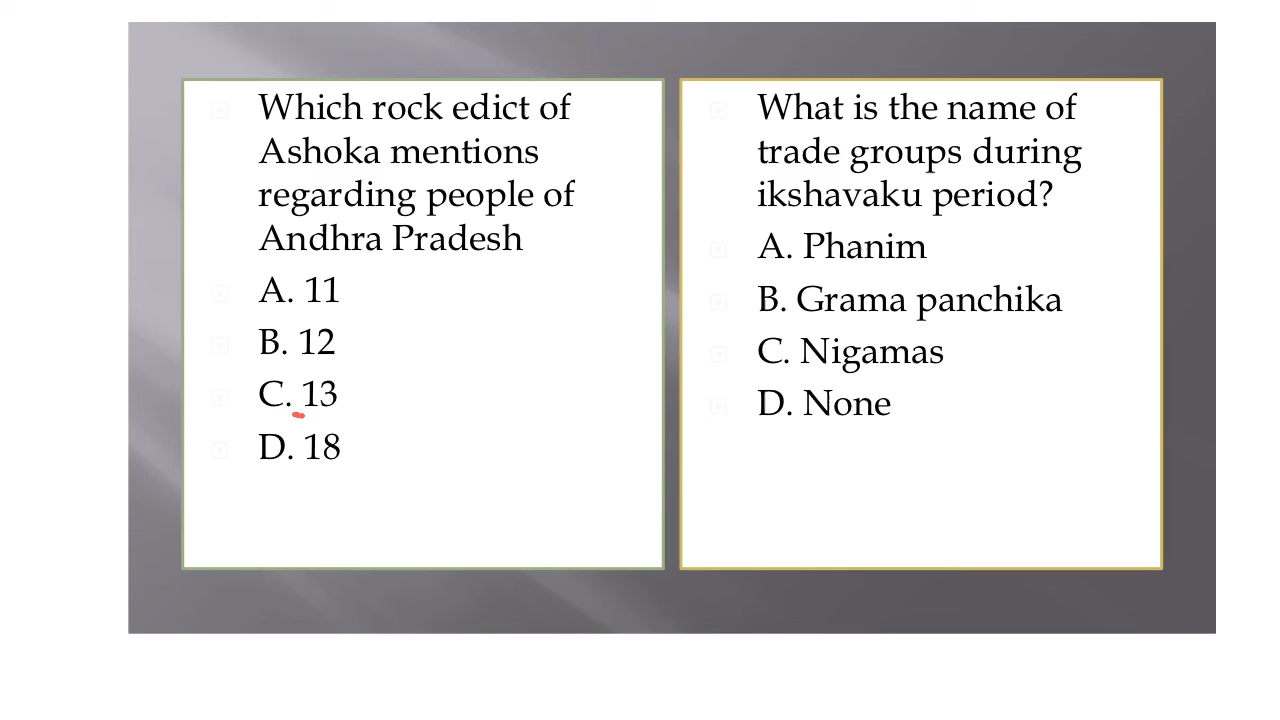 Which rock edict of
Ashoka mentions
regarding people of
Andhra Pradesh
A. 11
B. 12
C. 13
D. 18
What is the name of
trade groups during
ikshavaku period?
A. Phanim
B. Grama panchika
C. Nigamas
D. None